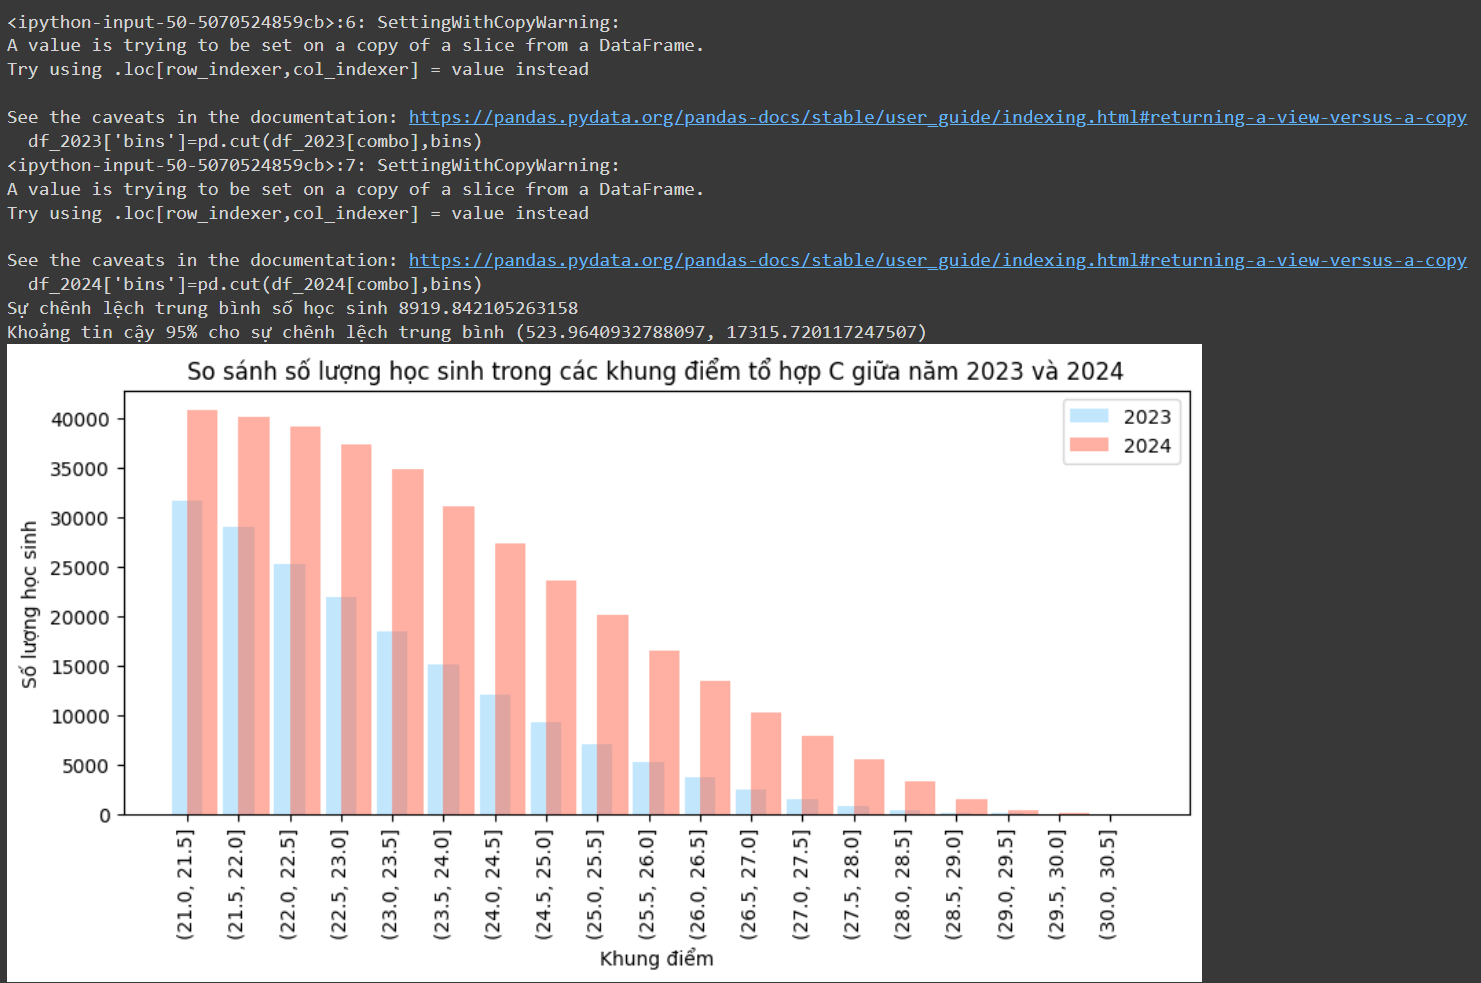 <ipython-input-50-5070524859cb>:6: SettingWithCopyWarning:
A value is trying to be set on a copy of a slice from a DataFrame.
Try using .loc[row_indexer,col_indexer] = value instead
See the caveats in the documentation: https://pandas.pydata.org/pandas-docs/stable/user_guide/indexing.html#returning-a-view-versus-a-copy
df_2023['bins']=pd.cut(df_2023[combo],bins)
<ipython-input-50-5070524859cb>:7: SettingWithCopyWarning:
A value is trying to be set on a copy of a slice from a DataFrame.
Try using .loc[row_indexer,col_indexer] = value instead
See the caveats in the documentation: https://pandas.pydata.org/pandas-docs/stable/user_guide/indexing.html#returning-a-view-versus-a-copy
df_2024['bins']=pd.cut(df_2024[combo],bins)
Sự chênh lệch trung bình số học sinh 8919.842105263158
Khoảng tin cậy 95% cho sự chênh lệch trung bình (523.9640932788097, 17315.720117247507)
So sánh số lượng học sinh trong các khung điểm tổ hợp C giữa năm 2023 và 2024
2023
2024
Số lượng học sinh
40000
35000
30000
25000
20000
15000
10000
5000
0
(21.0, 21.5]
(21.5, 22.0]
(22.0, 22.5]
(22.5, 23.0]
(23.0, 23.5]
(23.5, 24.0]
(24.0, 24.5]
(24.5, 25.0]
(25.0, 25.5]
(25.5, 26.0]
(26.0, 26.5]
(26.5, 27.0]
(27.0, 27.5]
(27.5, 28.0]
(28.0, 28.5]
(28.5, 29.0]
(29.0, 29.5]
(29.5, 30.0]
(30.0, 30.5]
Khung điểm